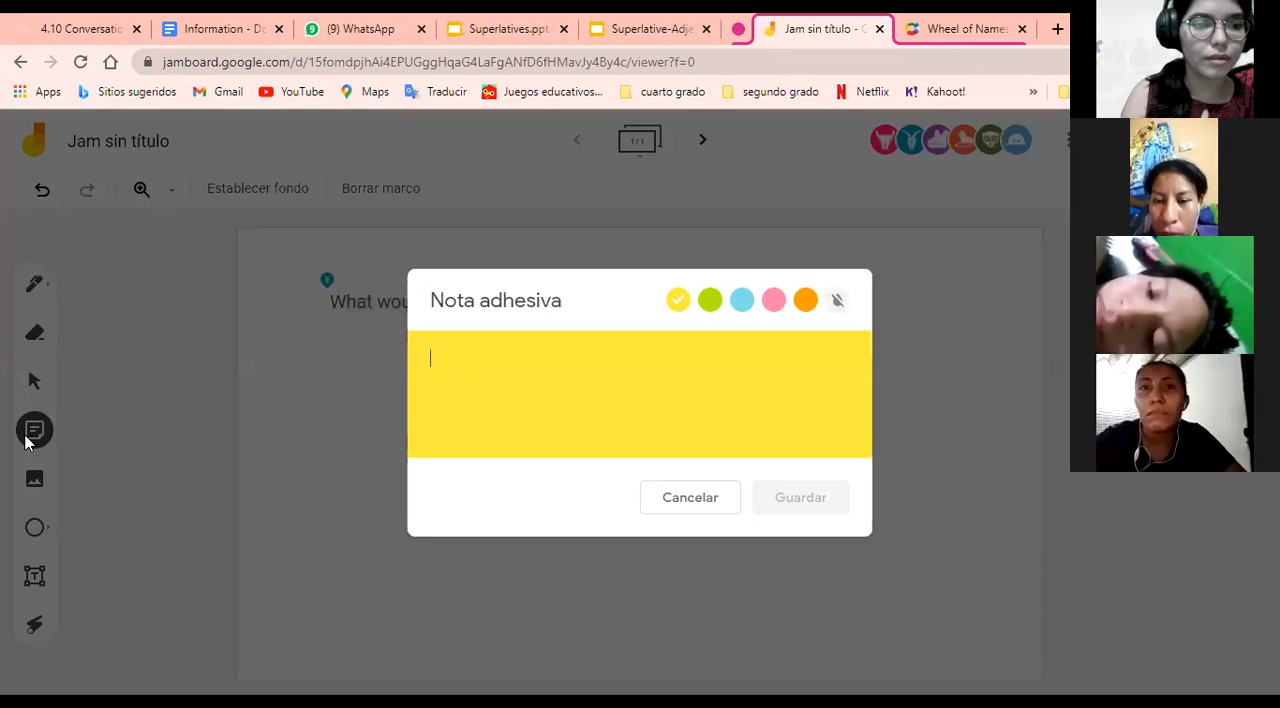 4.10 Conversatic
Information - Do
(9) WhatsApp
Superlatives.ppt
Superlative-Adje
Jam sin título - G
Wheel of Names
jamboard.google.com/d/15fomdpjhAi4EPUGggHqaG4LaFgANfD6fHMavJy4By4c/viewer?f=0
Apps
Sitios sugeridos
Gmail
YouTube
Maps
Traducir
Juegos educativos...
cuarto grado
segundo grado
Netflix
Kahoot!
Jam sin título
1/1
Establecer fondo
Borrar marco
What wou
Nota adhesiva
Cancelar
Guardar